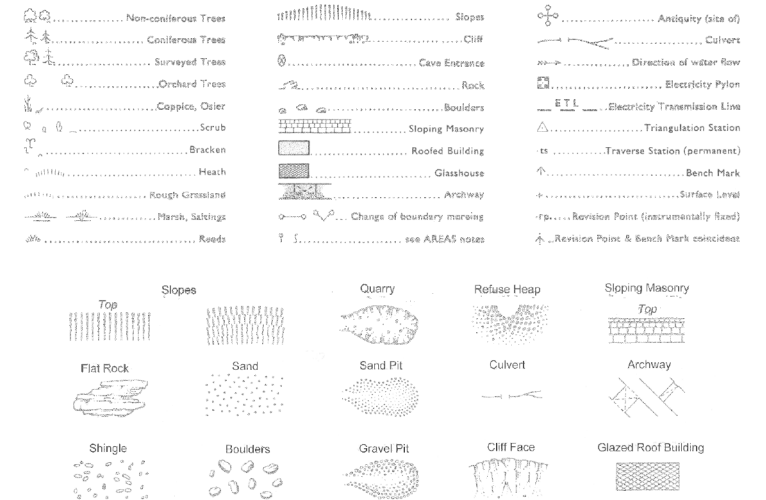 Non-coniferous Trees
Coniferous Trees
Surveyed Trees
Orchard Trees
Coppice, Osier
Scrub
Bracken
Heath
Rough Grassland
Marsh, Saltings
Reeds
Slopes
Cliff
Cave Entrance
Rock
Boulders
Sloping Masonry
Roofed Building
Glasshouse
Archway
Change of boundary mereing
see AREAS notes
Antiquity (site of)
Culvert
Direction of water flow
Electricity Pylon
E T L Electricity Transmission Line
Triangulation Station
ts Traverse Station (permanent)
Bench Mark
Surface Level
rp Revision Point (instrumentally fixed)
Revision Point & Bench Mark coincident
Slopes
Top
Quarry
Refuse Heap
Sloping Masonry
Top
Flat Rock
Sand
Sand Pit
Culvert
Archway
Shingle
Boulders
Gravel Pit
Cliff Face
Glazed Roof Building